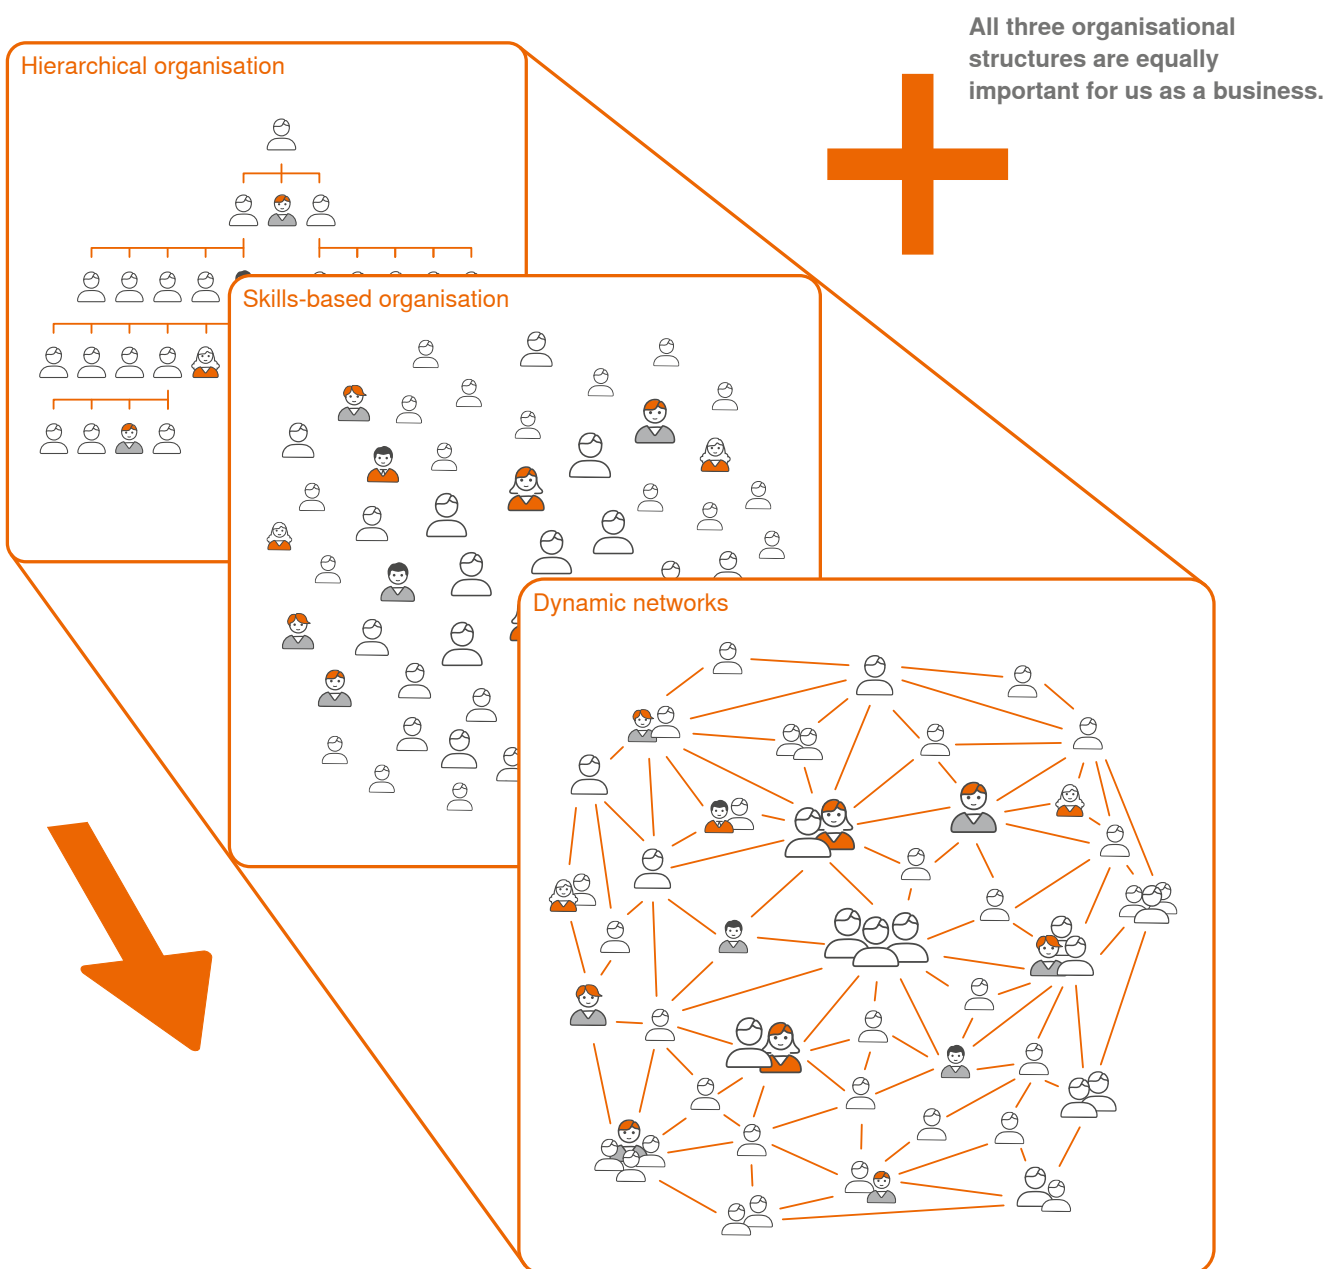 All three organisational
structures are equally
important for us as a business.
Hierarchical organisation
Skills-based organisation
Dynamic networks